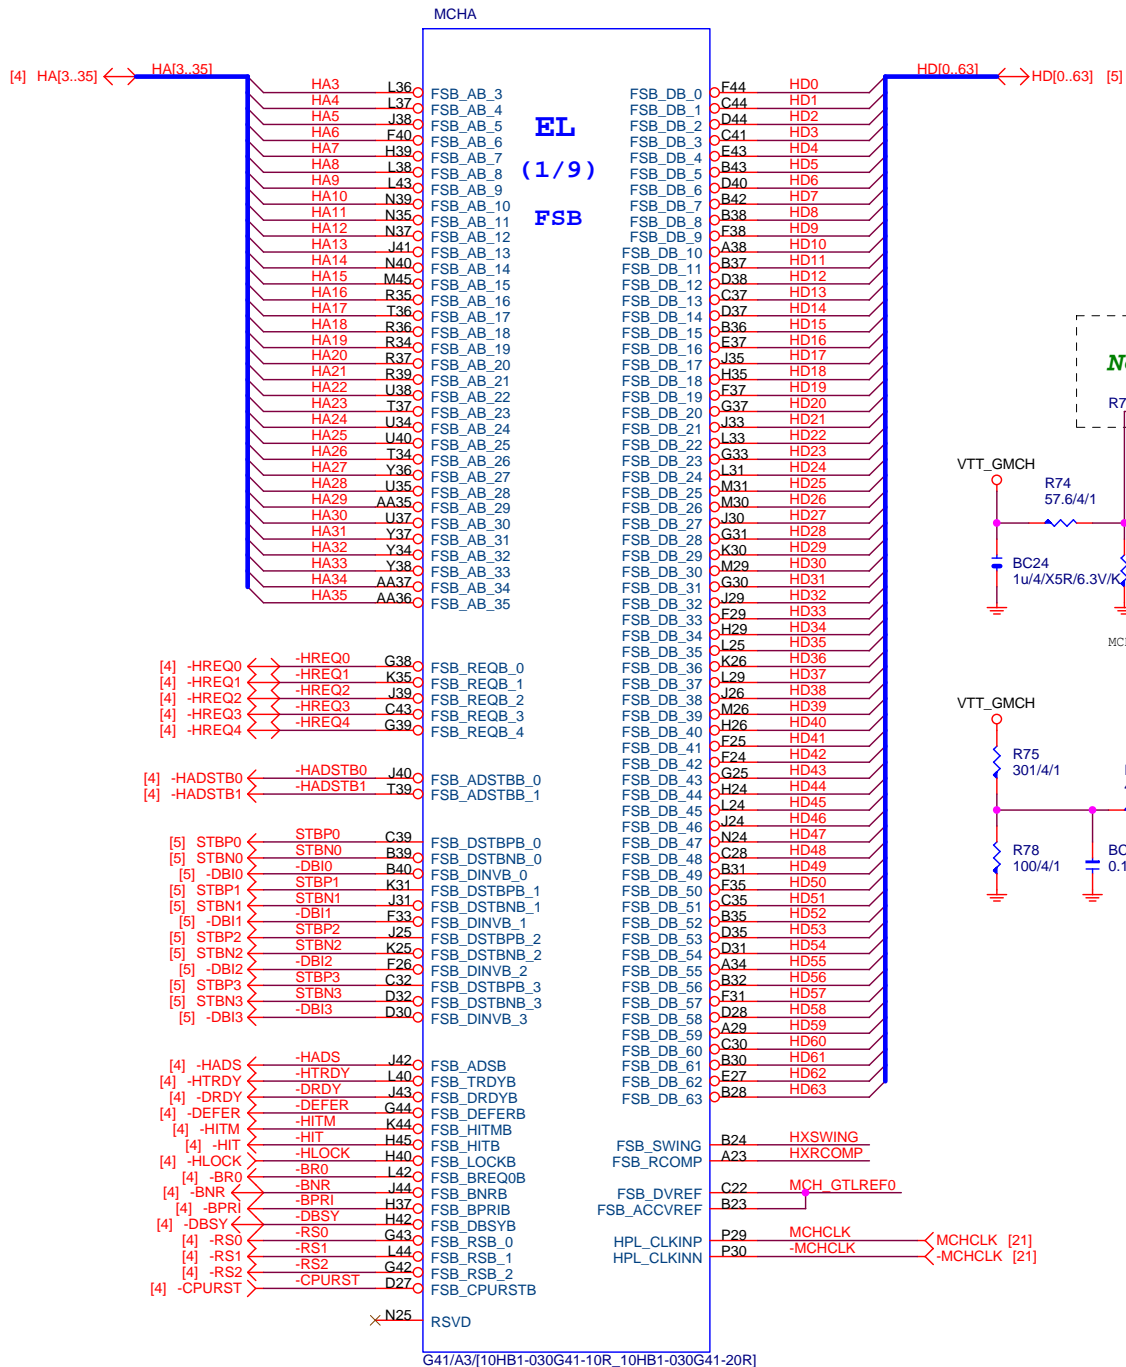 MCHA
[4] HA[3..35] HA[3..35] HD[0..63] HD[0..63] [5]
EL
(1/9)
FSB
HA3 L36 FSB_AB_3 FSB_DB_0 F44 HD0
HA4 L37 FSB_AB_4 FSB_DB_1 C44 HD1
HA5 J38 FSB_AB_5 FSB_DB_2 D44 HD2
HA6 F40 FSB_AB_6 FSB_DB_3 C41 HD3
HA7 H39 FSB_AB_7 FSB_DB_4 E43 HD4
HA8 L38 FSB_AB_8 FSB_DB_5 B43 HD5
HA9 L43 FSB_AB_9 FSB_DB_6 D40 HD6
HA10 N39 FSB_AB_10 FSB_DB_7 B42 HD7
HA11 N35 FSB_AB_11 FSB_DB_8 B38 HD8
HA12 N37 FSB_AB_12 FSB_DB_9 F38 HD9
HA13 J41 FSB_AB_13 FSB_DB_10 A38 HD10
HA14 N40 FSB_AB_14 FSB_DB_11 B37 HD11
HA15 M45 FSB_AB_15 FSB_DB_12 D38 HD12
HA16 R35 FSB_AB_16 FSB_DB_13 C37 HD13
HA17 T36 FSB_AB_17 FSB_DB_14 D37 HD14
HA18 R36 FSB_AB_18 FSB_DB_15 B36 HD15
HA19 R34 FSB_AB_19 FSB_DB_16 E37 HD16
HA20 R37 FSB_AB_20 FSB_DB_17 J35 HD17
HA21 R39 FSB_AB_21 FSB_DB_18 H35 HD18
HA22 U38 FSB_AB_22 FSB_DB_19 F37 HD19
HA23 T37 FSB_AB_23 FSB_DB_20 G37 HD20
HA24 U34 FSB_AB_24 FSB_DB_21 J33 HD21
HA25 U40 FSB_AB_25 FSB_DB_22 L33 HD22
HA26 T34 FSB_AB_26 FSB_DB_23 G33 HD23
HA27 Y36 FSB_AB_27 FSB_DB_24 L31 HD24
HA28 U35 FSB_AB_28 FSB_DB_25 M31 HD25
HA29 AA35 FSB_AB_29 FSB_DB_26 M30 HD26
HA30 U37 FSB_AB_30 FSB_DB_27 J30 HD27
HA31 Y37 FSB_AB_31 FSB_DB_28 G31 HD28
HA32 Y34 FSB_AB_32 FSB_DB_29 K30 HD29
HA33 Y38 FSB_AB_33 FSB_DB_30 M29 HD30
HA34 AA37 FSB_AB_34 FSB_DB_31 G30 HD31
HA35 AA36 FSB_AB_35 FSB_DB_32 J29 HD32
FSB_DB_33 F29 HD33
FSB_DB_34 H29 HD34
FSB_DB_35 L25 HD35
[4] -HREQ0 -HREQ0 G38 FSB_REQB_0 FSB_DB_36 K26 HD36
[4] -HREQ1 -HREQ1 K35 FSB_REQB_1 FSB_DB_37 L29 HD37
[4] -HREQ2 -HREQ2 J39 FSB_REQB_2 FSB_DB_38 J26 HD38
[4] -HREQ3 -HREQ3 C43 FSB_REQB_3 FSB_DB_39 M26 HD39
[4] -HREQ4 -HREQ4 G39 FSB_REQB_4 FSB_DB_40 H26 HD40
FSB_DB_41 F25 HD41
FSB_DB_42 F24 HD42
[4] -HADSTB0 -HADSTB0 J40 FSB_ADSTBB_0 FSB_DB_43 G25 HD43
[4] -HADSTB1 -HADSTB1 T39 FSB_ADSTBB_1 FSB_DB_44 H24 HD44
FSB_DB_45 L24 HD45
FSB_DB_46 J24 HD46
[5] STBP0 STBP0 C39 FSB_DSTBPB_0 FSB_DB_47 N24 HD47
[5] STBN0 STBN0 B39 FSB_DSTBNB_0 FSB_DB_48 C28 HD48
[5] -DBI0 -DBI0 B40 FSB_DINVB_0 FSB_DB_49 B31 HD49
[5] STBP1 STBP1 K31 FSB_DSTBPB_1 FSB_DB_50 F35 HD50
[5] STBN1 STBN1 J31 FSB_DSTBNB_1 FSB_DB_51 C35 HD51
[5] -DBI1 -DBI1 F33 FSB_DINVB_1 FSB_DB_52 B35 HD52
[5] STBP2 STBP2 J25 FSB_DSTBPB_2 FSB_DB_53 D35 HD53
[5] STBN2 STBN2 K25 FSB_DSTBNB_2 FSB_DB_54 D31 HD54
[5] -DBI2 -DBI2 F26 FSB_DINVB_2 FSB_DB_55 A34 HD55
[5] STBP3 STBP3 C32 FSB_DSTBPB_3 FSB_DB_56 B32 HD56
[5] STBN3 STBN3 D32 FSB_DSTBNB_3 FSB_DB_57 F31 HD57
[5] -DBI3 -DBI3 D30 FSB_DINVB_3 FSB_DB_58 D28 HD58
FSB_DB_59 A29 HD59
FSB_DB_60 C30 HD60
[4] -HADS -HADS J42 FSB_ADSB FSB_DB_61 B30 HD61
[4] -HTRDY -HTRDY L40 FSB_TRDYB FSB_DB_62 E27 HD62
[4] -DRDY -DRDY J43 FSB_DRDYB FSB_DB_63 B28 HD63
[4] -DEFER -DEFER G44 FSB_DEFERB
[4] -HITM -HITM K44 FSB_HITMB
[4] -HIT -HIT H45 FSB_HITB FSB_SWING B24 HXSWING
[4] -HLOCK -HLOCK H40 FSB_LOCKB FSB_RCOMP A23 HXRCOMP
[4] -BR0 -BR0 L42 FSB_BREQ0B
[4] -BNR -BNR J44 FSB_BNRB FSB_DVREF C22 MCH_GTLREF0
[4] -BPRI -BPRI H37 FSB_BPRIB FSB_ACCVREF B23
[4] -DBSY -DBSY H42 FSB_DBSYB
[4] -RS0 -RS0 G43 FSB_RSB_0 HPL_CLKINP P29 MCHCLK MCHCLK [21]
[4] -RS1 -RS1 L44 FSB_RSB_1 HPL_CLKINN P30 -MCHCLK -MCHCLK [21]
[4] -RS2 -RS2 G42 FSB_RSB_2
[4] -CPURST -CPURST D27 FSB_CPURSTB
N25 RSVD
G41/A3/[10HB1-030G41-10R_10HB1-030G41-20R]
R7
VTT_GMCH
R74
57.6/4/1
BC24
1u/4/X5R/6.3V/K
MC
VTT_GMCH
R75
301/4/1
R78
100/4/1
BC
0.1